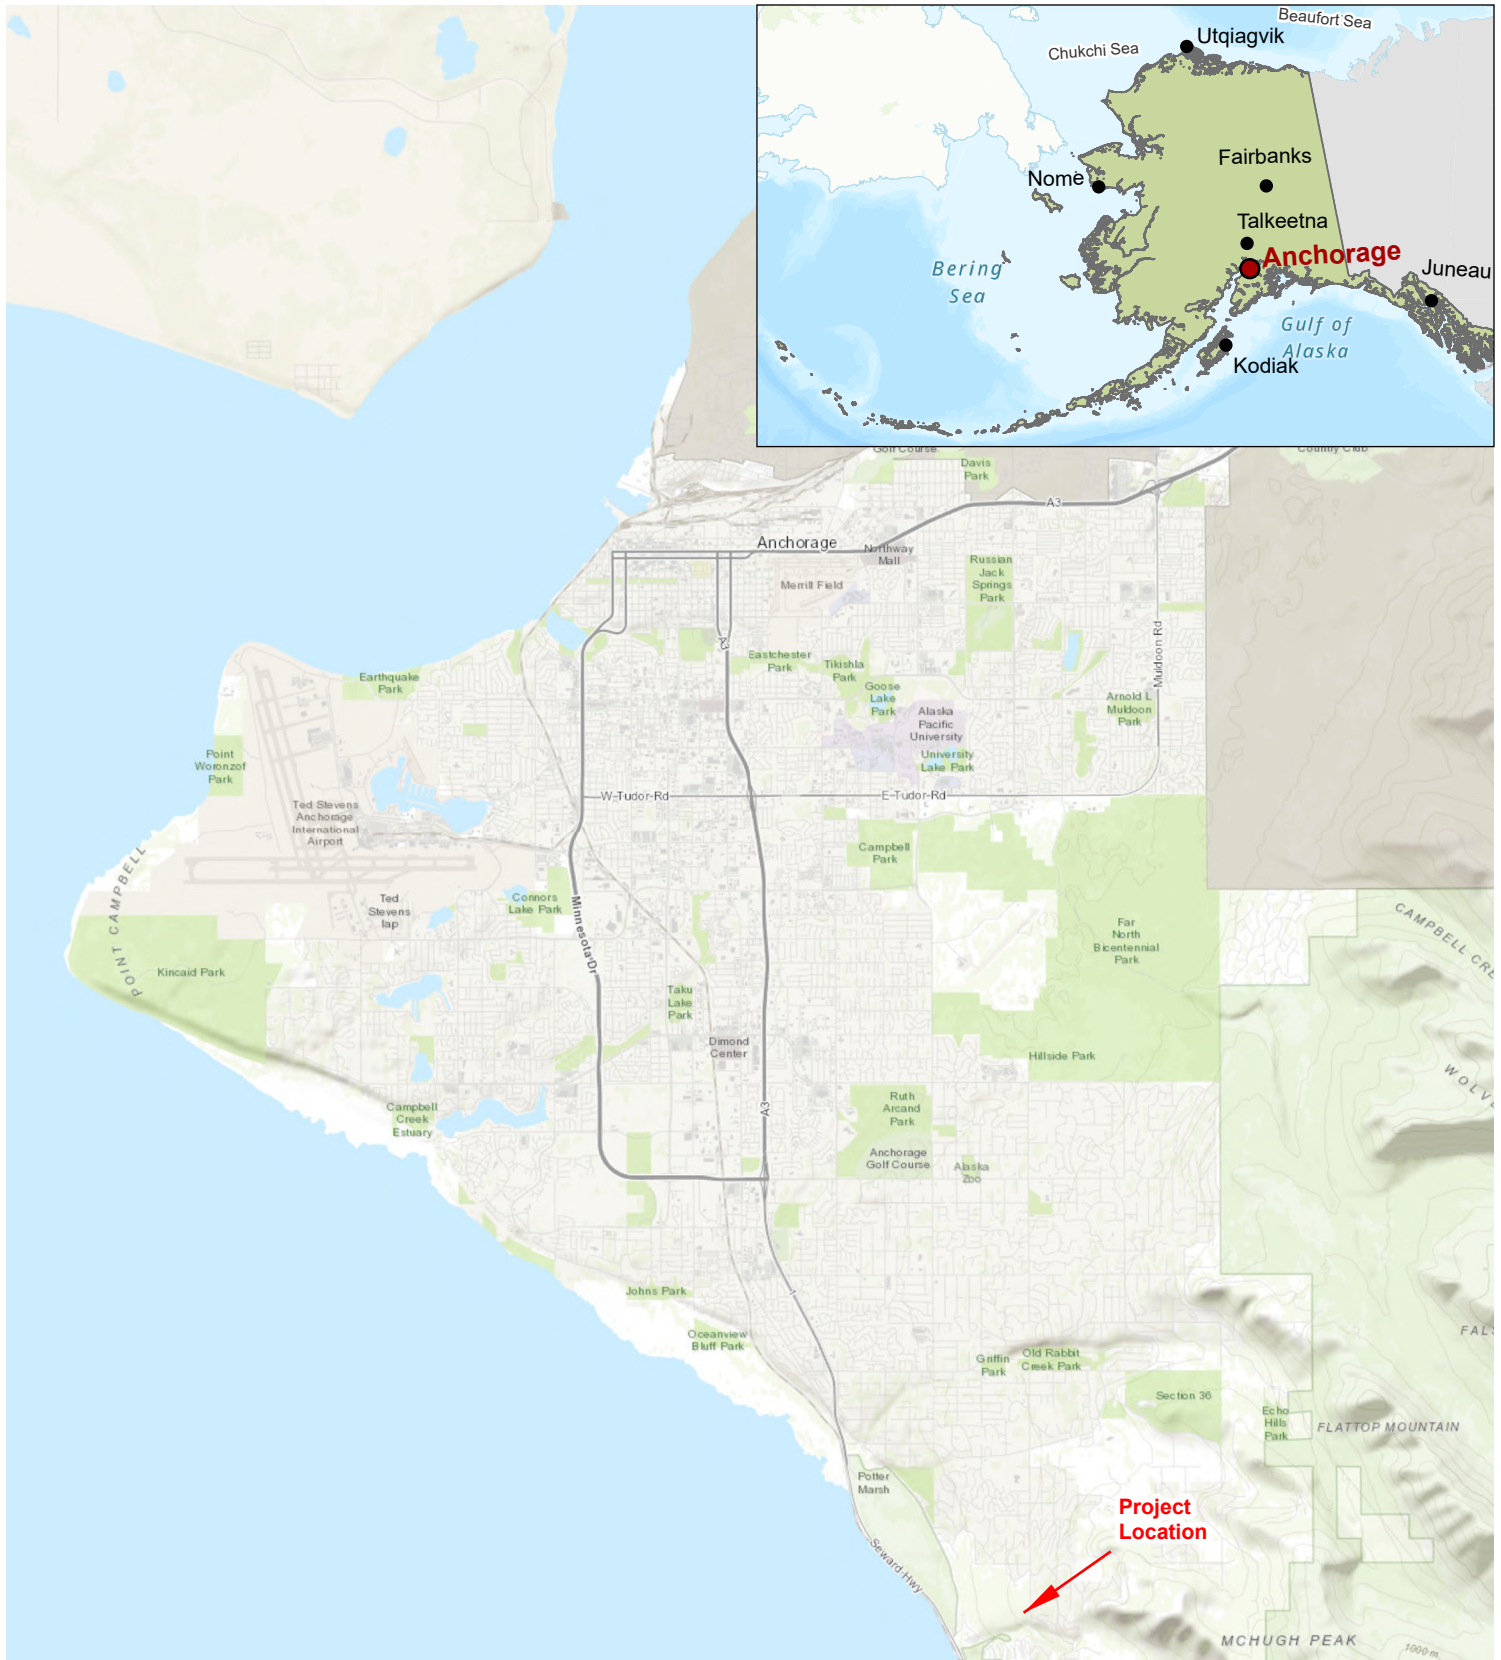 Beaufort Sea
Utqiagvik
Chukchi Sea
Fairbanks
Nome
Talkeetna
Anchorage
Juneau
Bering
Sea
Gulf of
Alaska
Kodiak
Golf Course
Country Club
Davis
Park
A3
Anchorage
Northway
Mall
Russian
Jack
Springs
Park
Merrill Field
A3
Muldoon Rd
Eastchester
Park
Tikishla
Park
Earthquake
Park
Goose
Lake
Park
Arnold L
Muldoon
Park
Alaska
Pacific
University
Point
Woronzof
Park
University
Lake Park
W Tudor Rd
E Tudor Rd
Ted Stevens
Anchorage
International
Airport
Campbell
Park
POINT CAMPBELL
Ted
Stevens
Iap
Connors
Lake Park
Minnesota Dr
Far
North
Bicentennial
Park
CAMPBELL CRE
Kincaid Park
Taku
Lake
Park
Dimond
Center
Hillside Park
WOLVE
Campbell
Creek
Estuary
Ruth
Arcand
Park
A3
Anchorage
Golf Course
Alaska
Zoo
Johns Park
1
Oceanview
Bluff Park
FALS
Griffin
Park
Old Rabbit
Creek Park
Section 36
Echo
Hills
Park
FLATTOP MOUNTAIN
Potter
Marsh
Project
Location
Seward Hwy
MCHUGH PEAK
1000 m